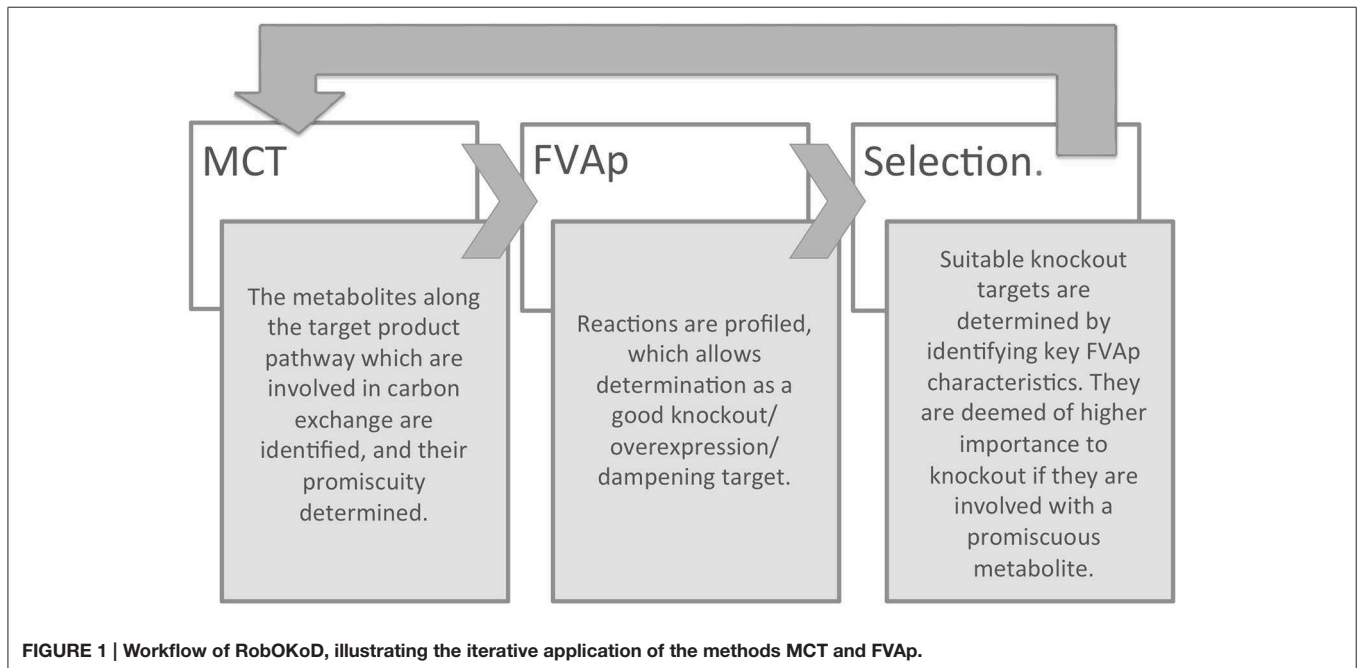 MCT
The metabolites along
the target product
pathway which are
involved in carbon
exchange are
identified, and their
promiscuity
determined.
FVAp
Reactions are profiled,
which allows
determination as a
good knockout/
overexpression/
dampening target.
Selection.
Suitable knockout
targets are
determined by
identifying key FVAp
characteristics. They
are deemed of higher
importance to
knockout if they are
involved with a
promiscuous
metabolite.
FIGURE 1 | Workflow of RobOKoD, illustrating the iterative application of the methods MCT and FVAp.